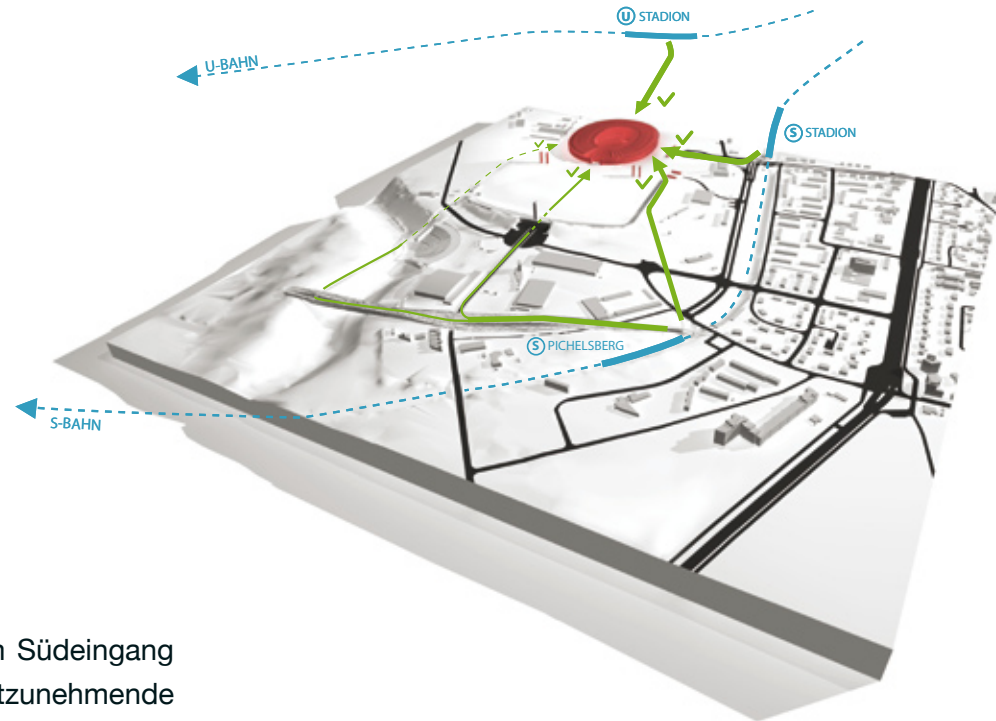 U STADION
U-BAHN
S STADION
S PICHELSBERG
S-BAHN
Südeingang
tzunehmende